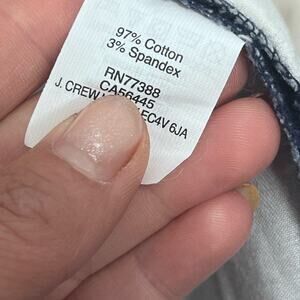 97% Cotton
3% Spandex
RN77388
CA56445
J. CREW EC4V 6JA